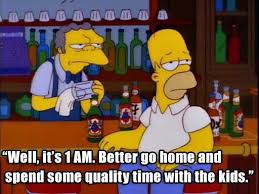 “Well, it’s 1 AM. Better go home and
spend some quality time with the kids.”